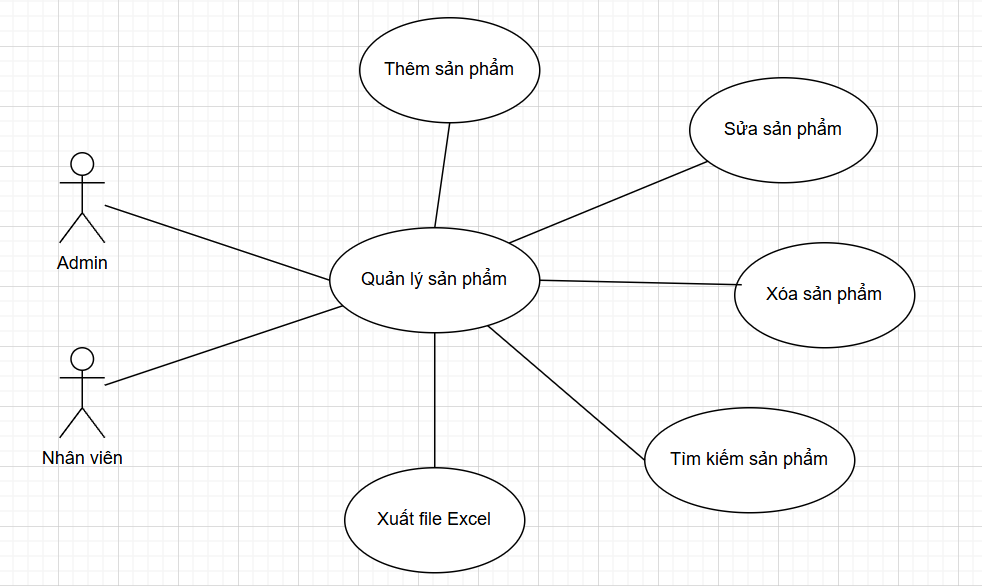 Thêm sản phẩm
Sửa sản phẩm
Admin
Quản lý sản phẩm
Xóa sản phẩm
Nhân viên
Tìm kiếm sản phẩm
Xuất file Excel